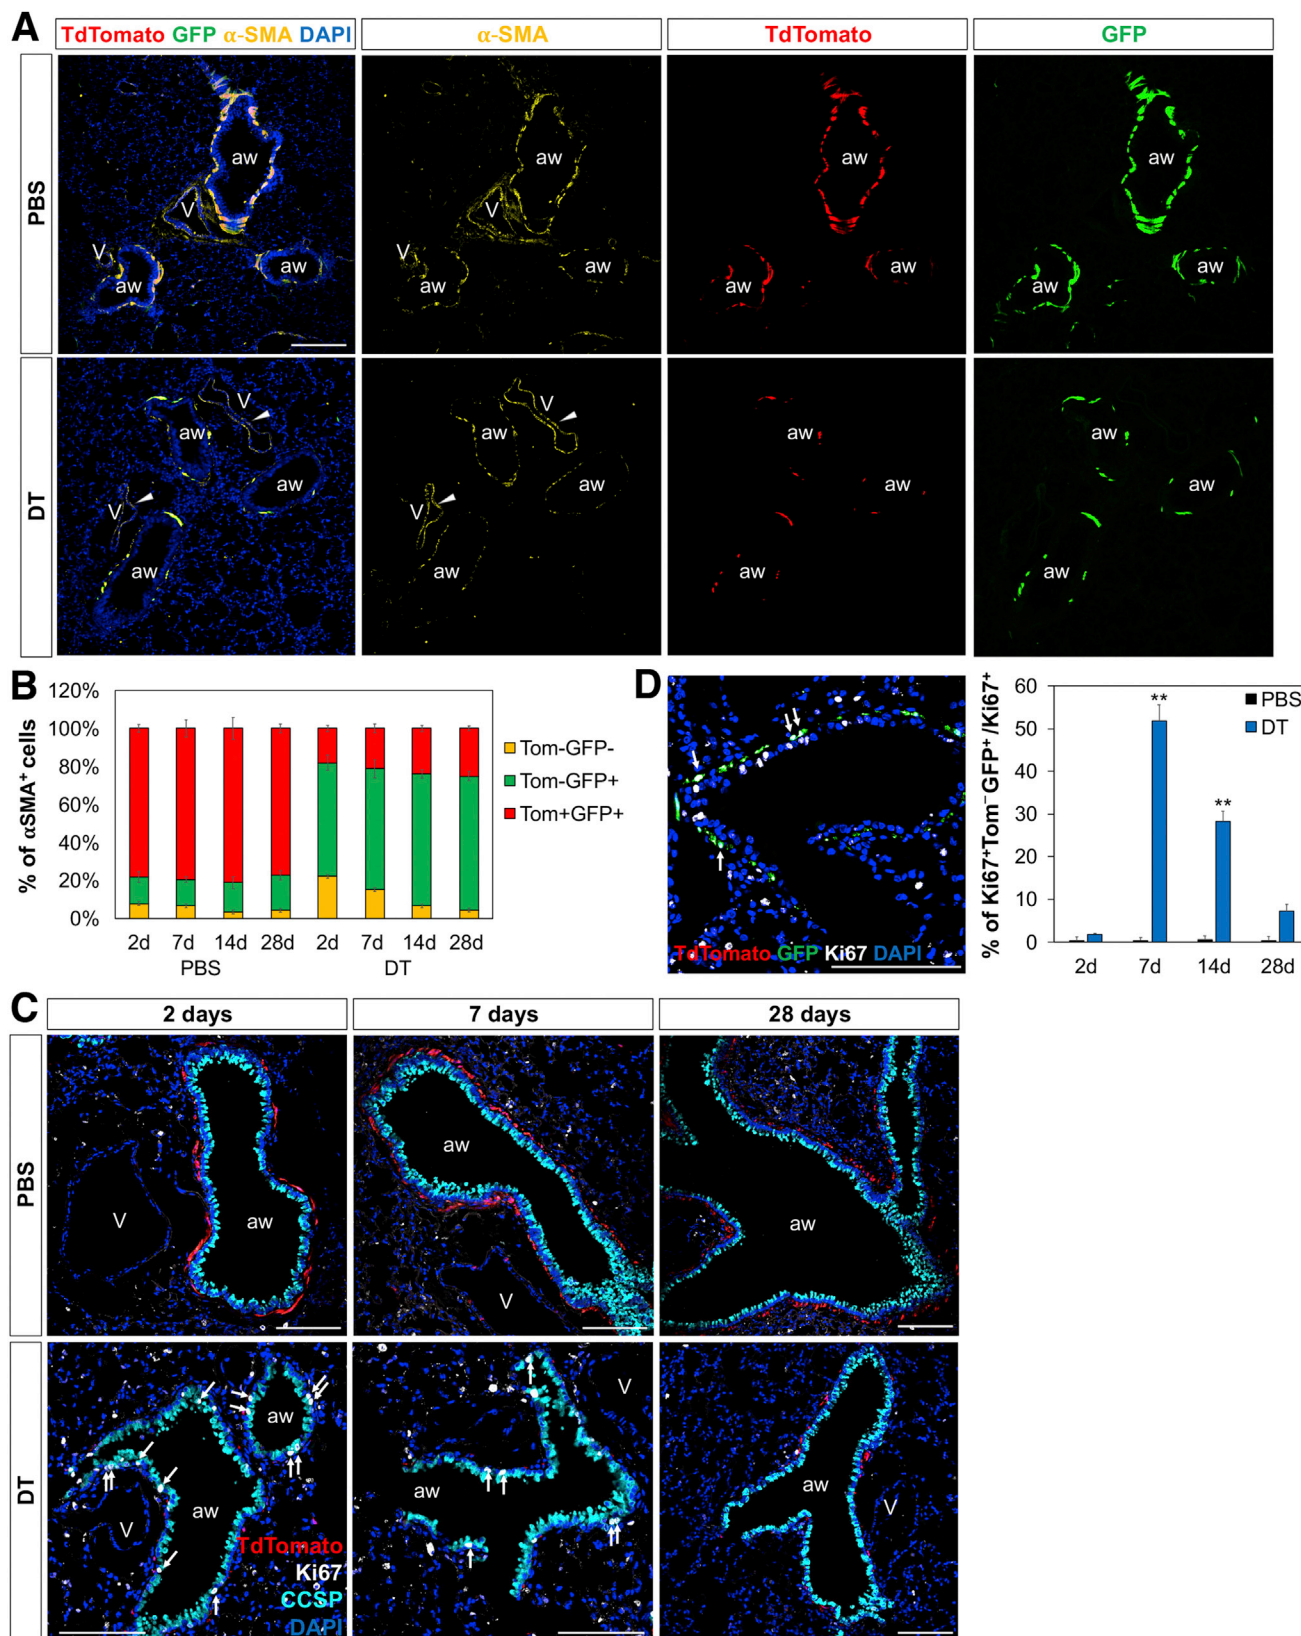 A
TdTomato GFP α-SMA DAPI
α-SMA
TdTomato
GFP
PBS
aw
V
V
aw
aw
aw
V
V
aw
aw
aw
aw
aw
aw
aw
DT
V
aw
aw
V
aw
V
aw
aw
aw
aw
aw
aw
aw
aw
B
120%
100%
80%
60%
40%
20%
0%
% of αSMA+ cells
2d 7d 14d 28d 2d 7d 14d 28d
PBS DT
Tom-GFP-
Tom-GFP+
Tom+GFP+
D
TdTomato GFP Ki67 DAPI
% of Ki67+Tom−GFP+/Ki67+
60
50
40
30
20
10
0
**
**
PBS
DT
2d 7d 14d 28d
C
2 days
7 days
28 days
PBS
V
aw
aw
V
aw
DT
aw
aw
V
TdTomato
Ki67
CCSP
DAPI
V
aw
aw
V